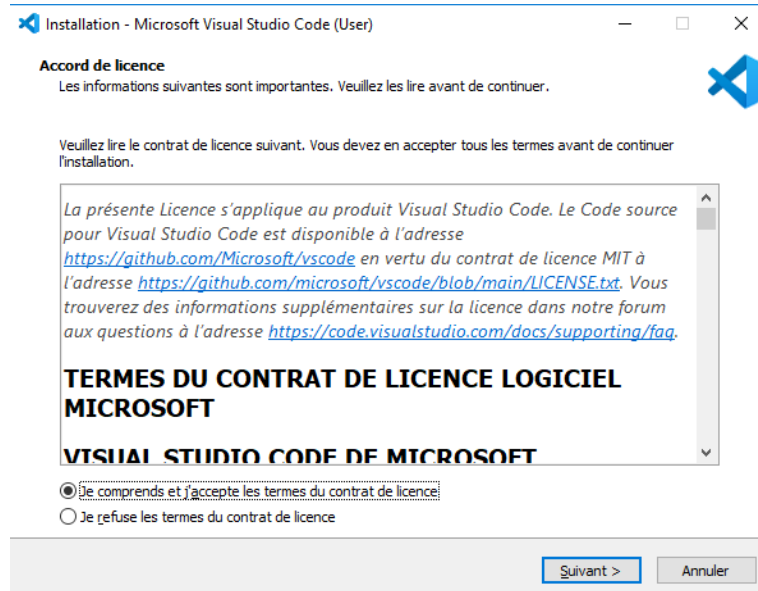 Installation - Microsoft Visual Studio Code (User)
Accord de licence
Les informations suivantes sont importantes. Veuillez les lire avant de continuer.
Veuillez lire le contrat de licence suivant. Vous devez en accepter tous les termes avant de continuer
l'installation.
La présente Licence s'applique au produit Visual Studio Code. Le Code source
pour Visual Studio Code est disponible à l'adresse
https://github.com/Microsoft/vscode en vertu du contrat de licence MIT à
l'adresse https://github.com/microsoft/vscode/blob/main/LICENSE.txt. Vous
trouverez des informations supplémentaires sur la licence dans notre forum
aux questions à l'adresse https://code.visualstudio.com/docs/supporting/faq.
TERMES DU CONTRAT DE LICENCE LOGICIEL
MICROSOFT
VISUAL STUDIO CODE DE MICROSOFT
Je comprends et j'accepte les termes du contrat de licence
Je refuse les termes du contrat de licence
Suivant >
Annuler